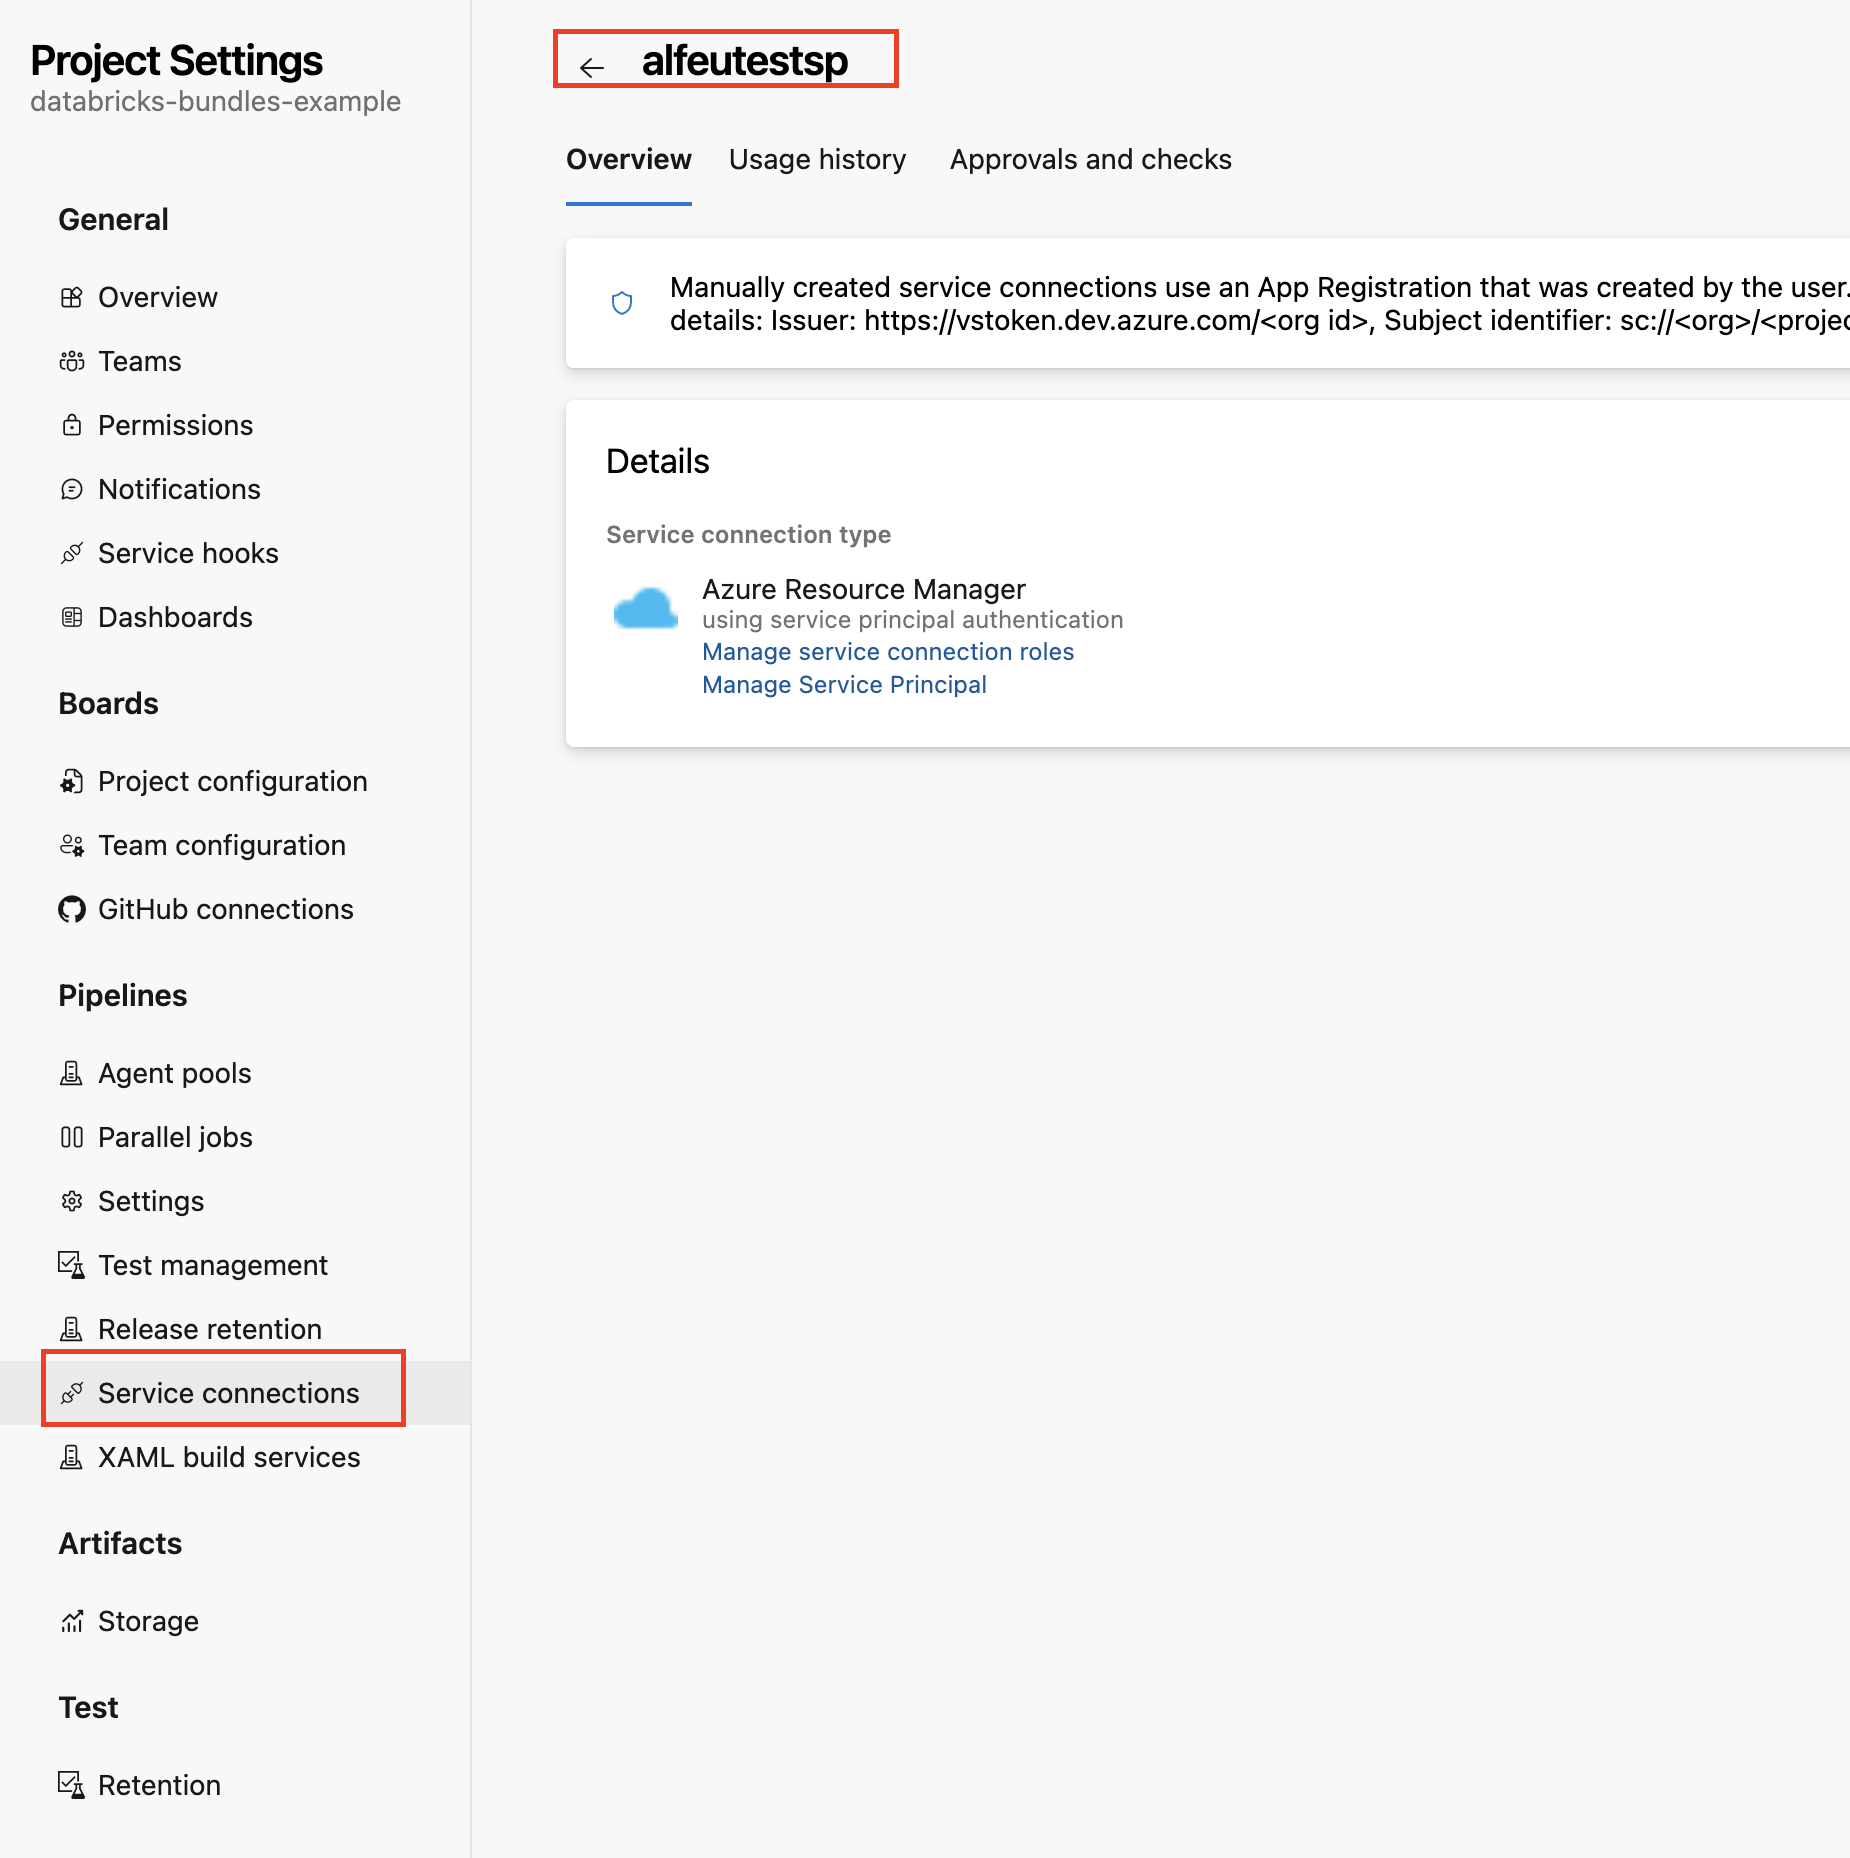 Project Settings
databricks-bundles-example
General
Overview
Teams
Permissions
Notifications
Service hooks
Dashboards
Boards
Project configuration
Team configuration
GitHub connections
Pipelines
Agent pools
Parallel jobs
Settings
Test management
Release retention
Service connections
XAML build services
Artifacts
Storage
Test
Retention
alfeutestsp
Overview Usage history Approvals and checks
Manually created service connections use an App Registration that was created by the user.
details: Issuer: https://vstoken.dev.azure.com/<org id>, Subject identifier: sc://<org>/<projec
Details
Service connection type
Azure Resource Manager
using service principal authentication
Manage service connection roles
Manage Service Principal